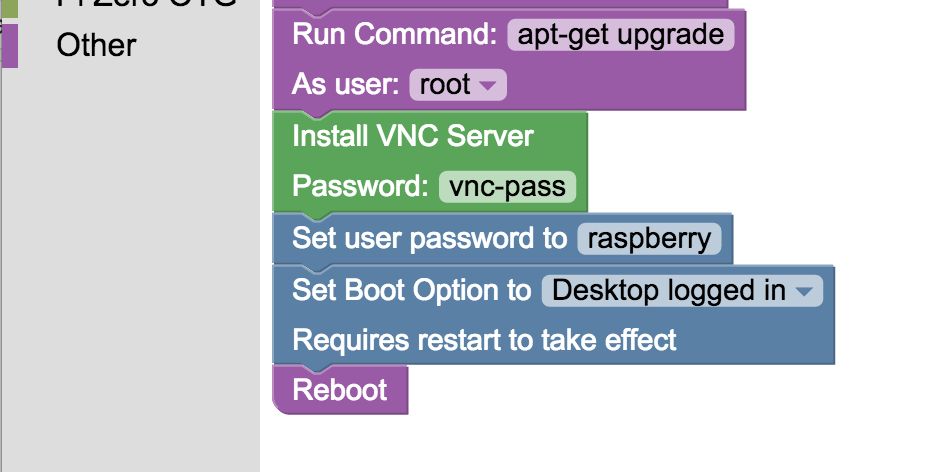 Other
Run Command: apt-get upgrade
As user: root
Install VNC Server
Password: vnc-pass
Set user password to raspberry
Set Boot Option to Desktop logged in
Requires restart to take effect
Reboot